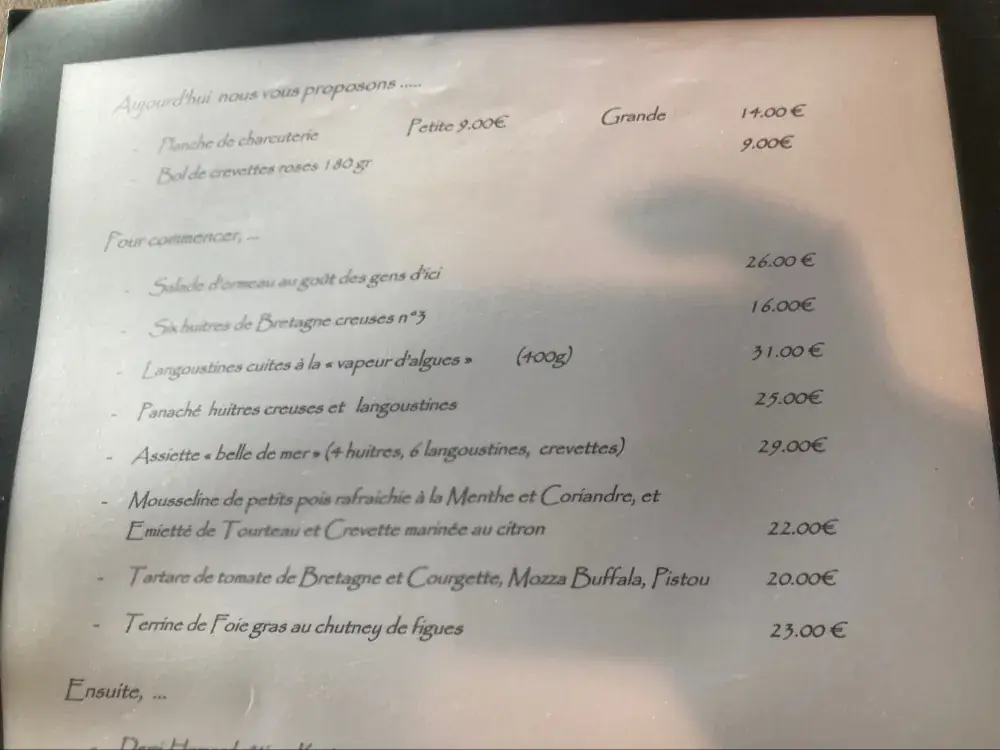 Aujourd'hui nous vous proposons .....
- Planche de charcuterie Petite 9.00€ Grande 14.00 €
- Bol de crevettes roses 180 gr 9.00€
Pour commencer, ...
- Salade d'ormeau au goût des gens d'ici 26.00 €
- Six huîtres de Bretagne creuses n°3 16.00€
- Langoustines cuites à la « vapeur d'algues » (400g) 31.00 €
- Panaché huîtres creuses et langoustines 25.00€
- Assiette « belle de mer » (4 huîtres, 6 langoustines, crevettes) 29.00€
- Mousseline de petits pois rafraichie à la Menthe et Coriandre, et
Emietté de Tourteau et Crevette marinée au citron 22.00€
- Tartare de tomate de Bretagne et Courgette, Mozza Buffala, Pistou 20.00€
- Terrine de Foie gras au chutney de figues 23.00 €
Ensuite, ...
- Demi